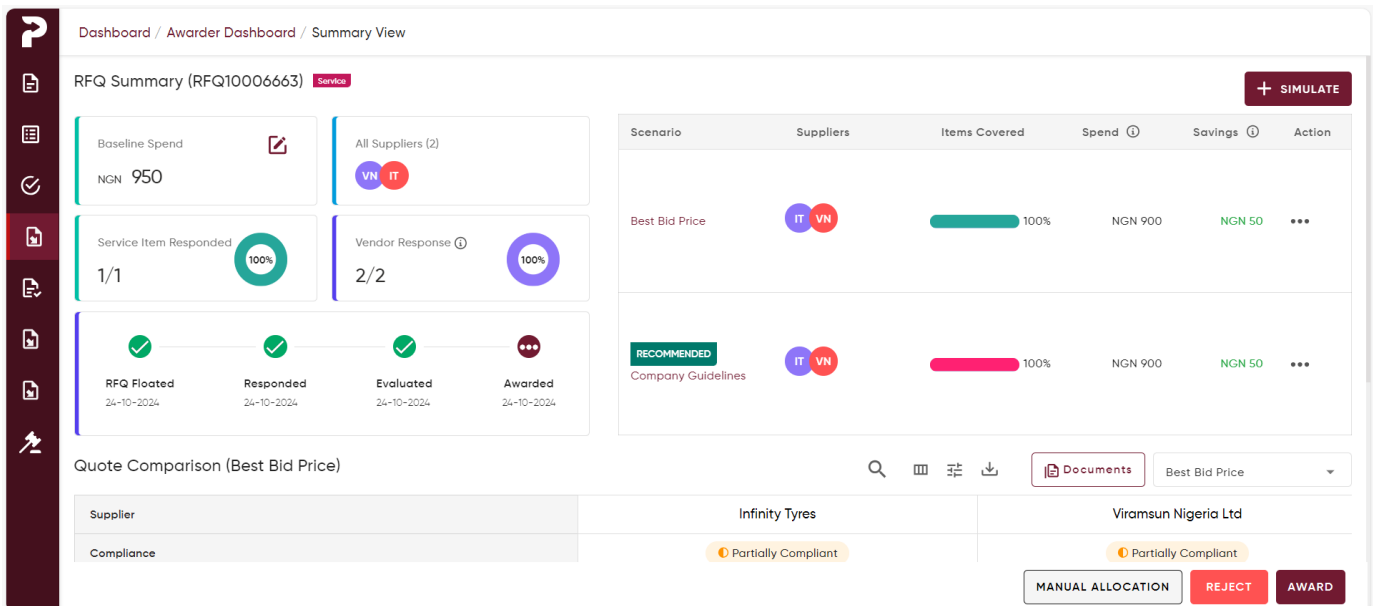 Dashboard / Awarder Dashboard / Summary View
RFQ Summary (RFQ10006663) Service
+ SIMULATE
Baseline Spend
NGN 950
All Suppliers (2)
VN IT
Service Item Responded
1/1
100%
Vendor Response
2/2
100%
RFQ Floated Responded Evaluated Awarded
24-10-2024 24-10-2024 24-10-2024 24-10-2024
Scenario Suppliers Items Covered Spend Savings Action
Best Bid Price IT VN 100% NGN 900 NGN 50
RECOMMENDED
Company Guidelines IT VN 100% NGN 900 NGN 50
Quote Comparison (Best Bid Price)
Documents
Best Bid Price
Supplier Infinity Tyres Viramsun Nigeria Ltd
Compliance Partially Compliant Partially Compliant
MANUAL ALLOCATION REJECT AWARD